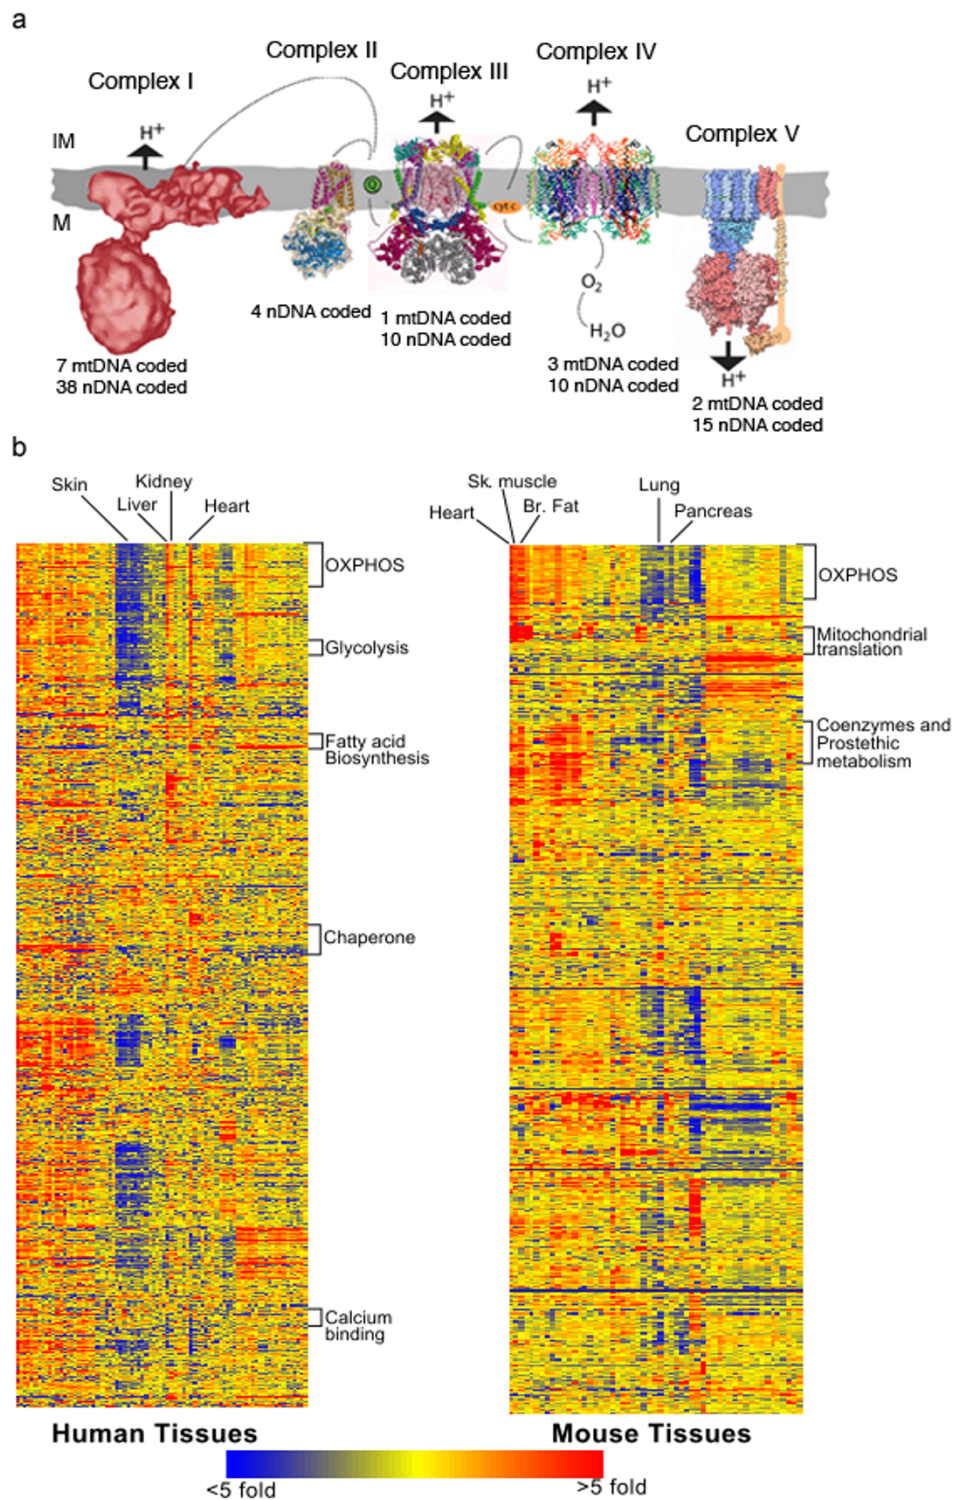 a
Complex I
Complex II
Complex III
Complex IV
Complex V
H+
H+
H+
IM
M
Q
cyt c
O2
H2O
H+
7 mtDNA coded
38 nDNA coded
4 nDNA coded
1 mtDNA coded
10 nDNA coded
3 mtDNA coded
10 nDNA coded
2 mtDNA coded
15 nDNA coded
b
Skin
Liver
Kidney
Heart
OXPHOS
Glycolysis
Fatty acid
Biosynthesis
Chaperone
Calcium
binding
Human Tissues
Heart
Sk. muscle
Br. Fat
Lung
Pancreas
OXPHOS
Mitochondrial
translation
Coenzymes and
Prostethic
metabolism
Mouse Tissues
<5 fold
>5 fold